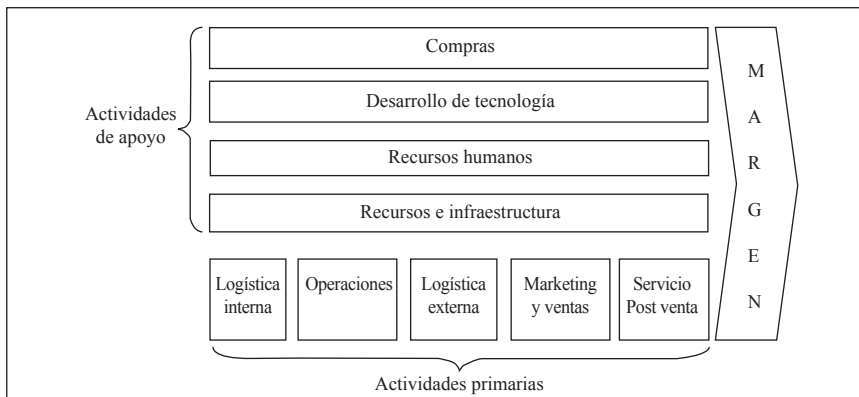 Compras
Desarrollo de tecnología
Actividades
de apoyo
Recursos humanos
Recursos e infraestructura
Logística
interna
Operaciones
Logística
externa
Marketing
y ventas
Servicio
Post venta
Actividades primarias
M
A
R
G
E
N